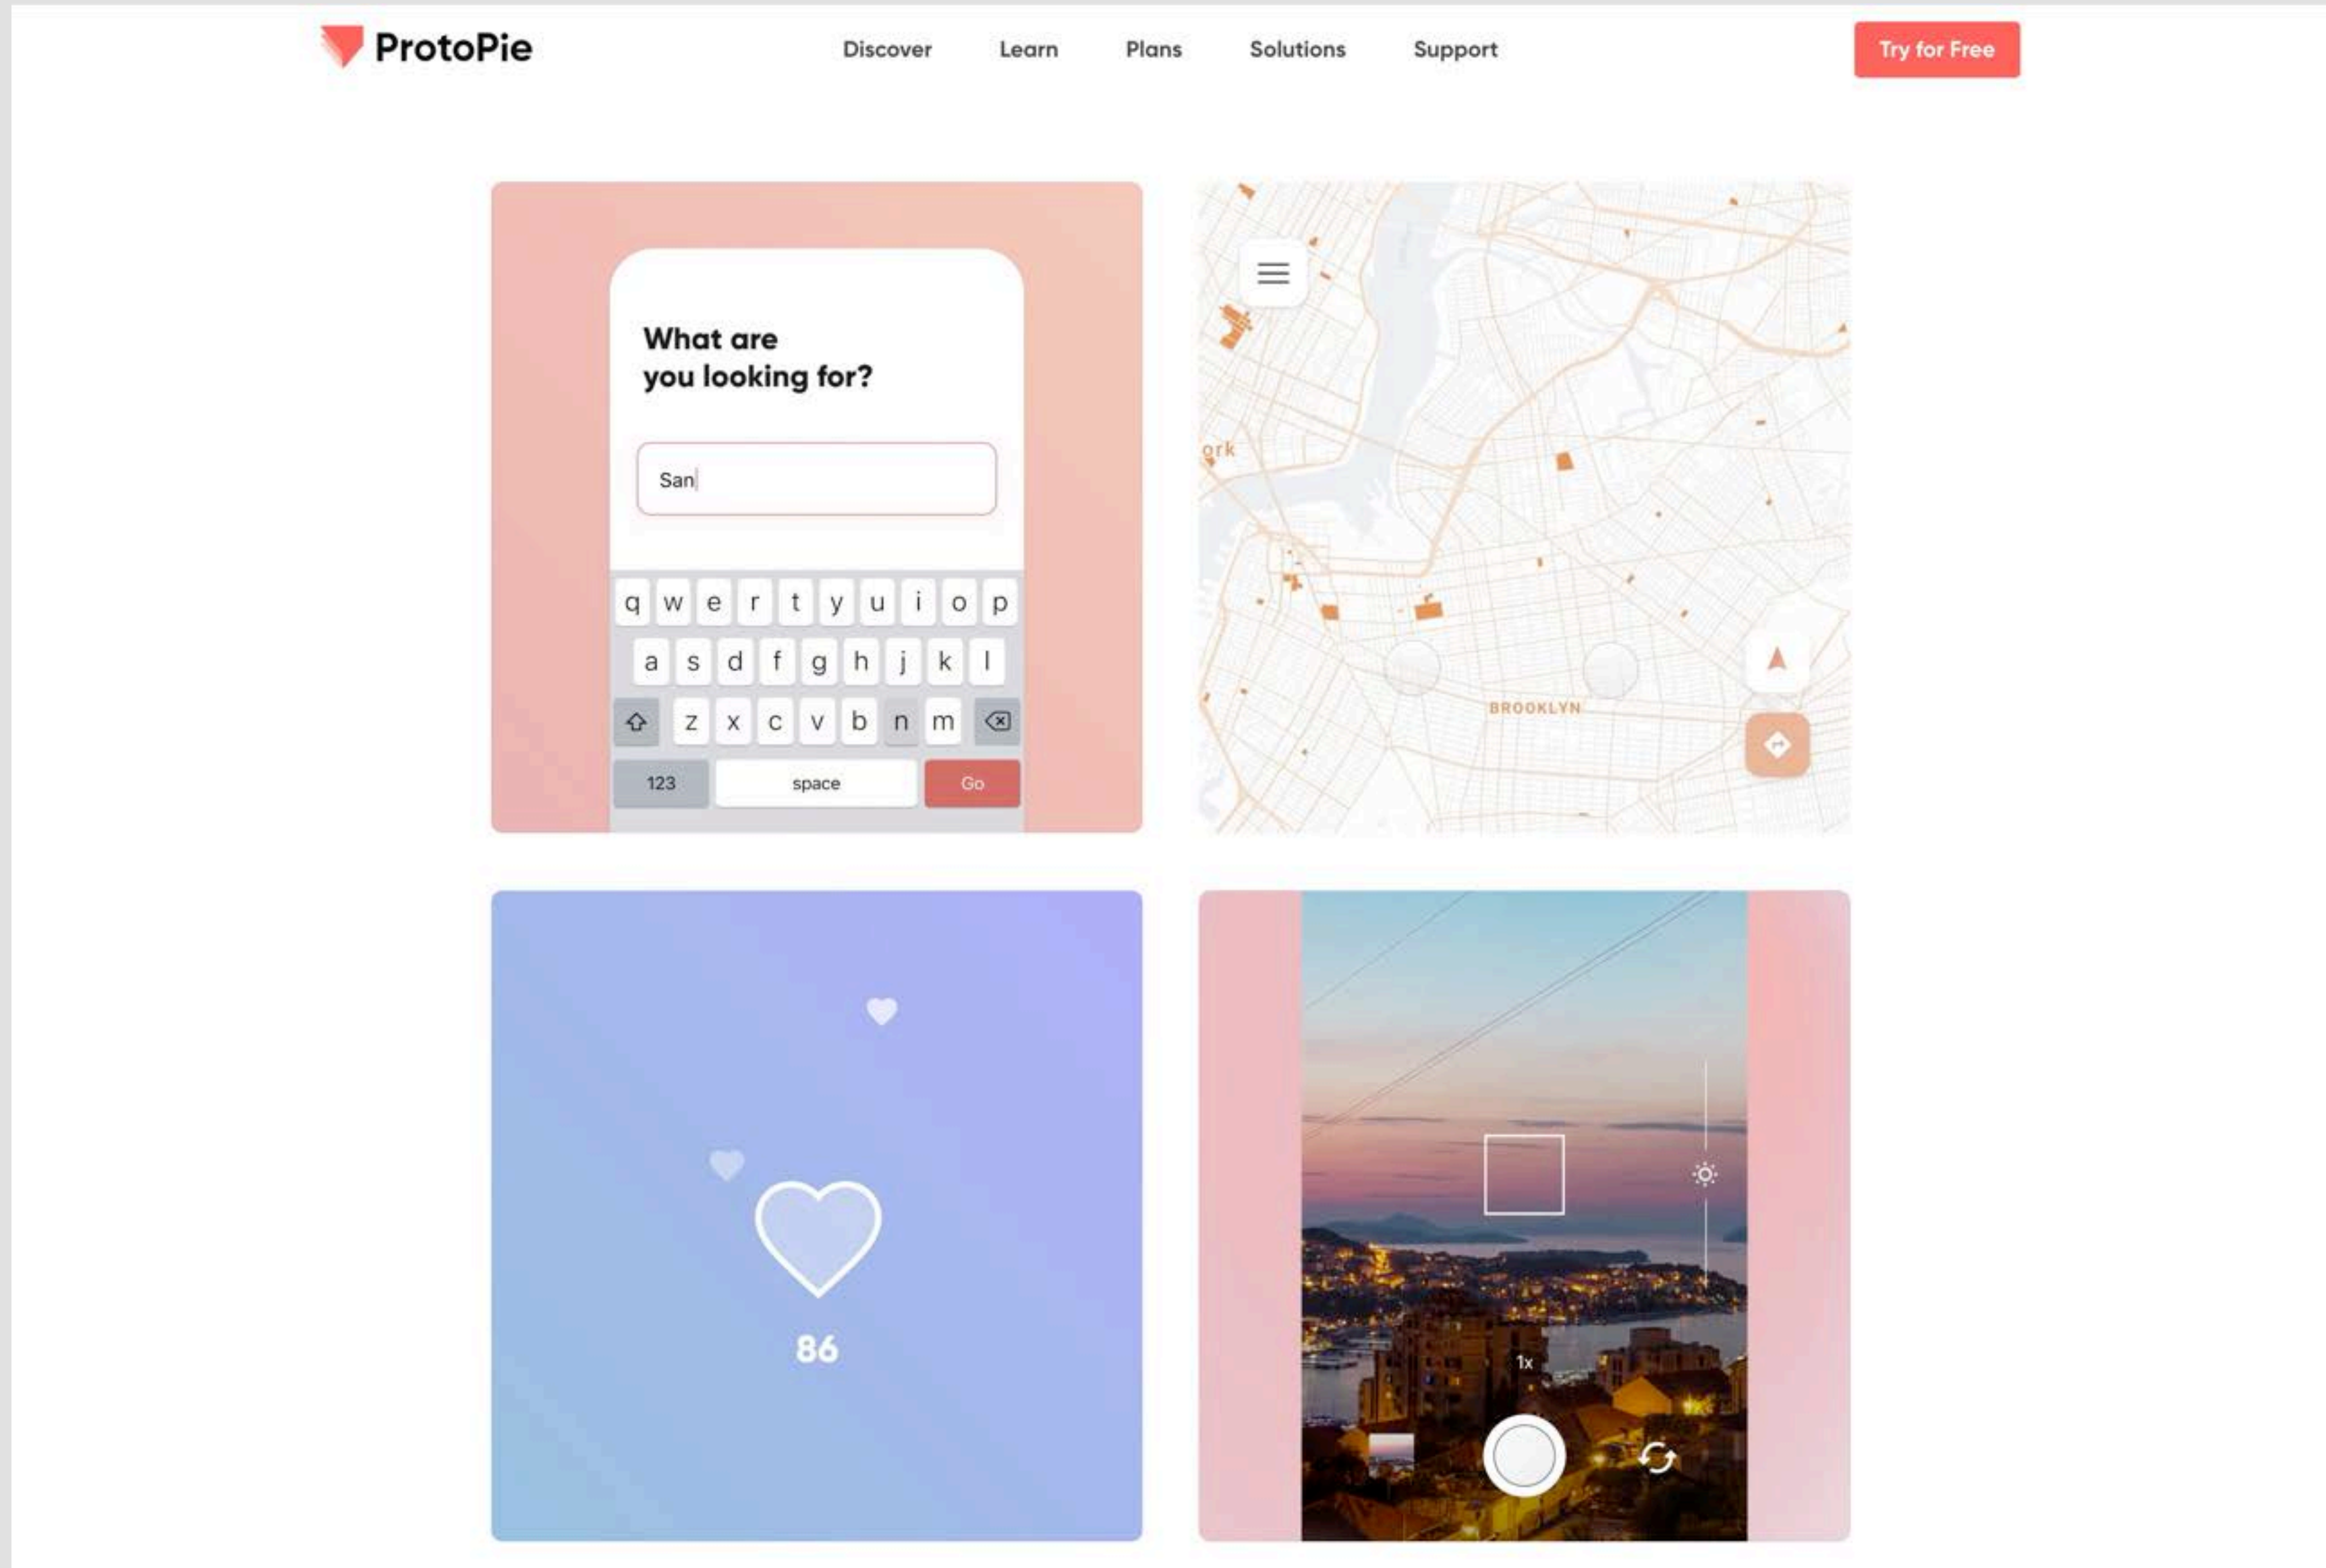 ProtoPie
Discover
Learn
Plans
Solutions
Support
Try for Free
What are
you looking for?
San
q w e r t y u i o p
a s d f g h j k l
z x c v b n m
123
space
Go
ork
BROOKLYN
86
1x